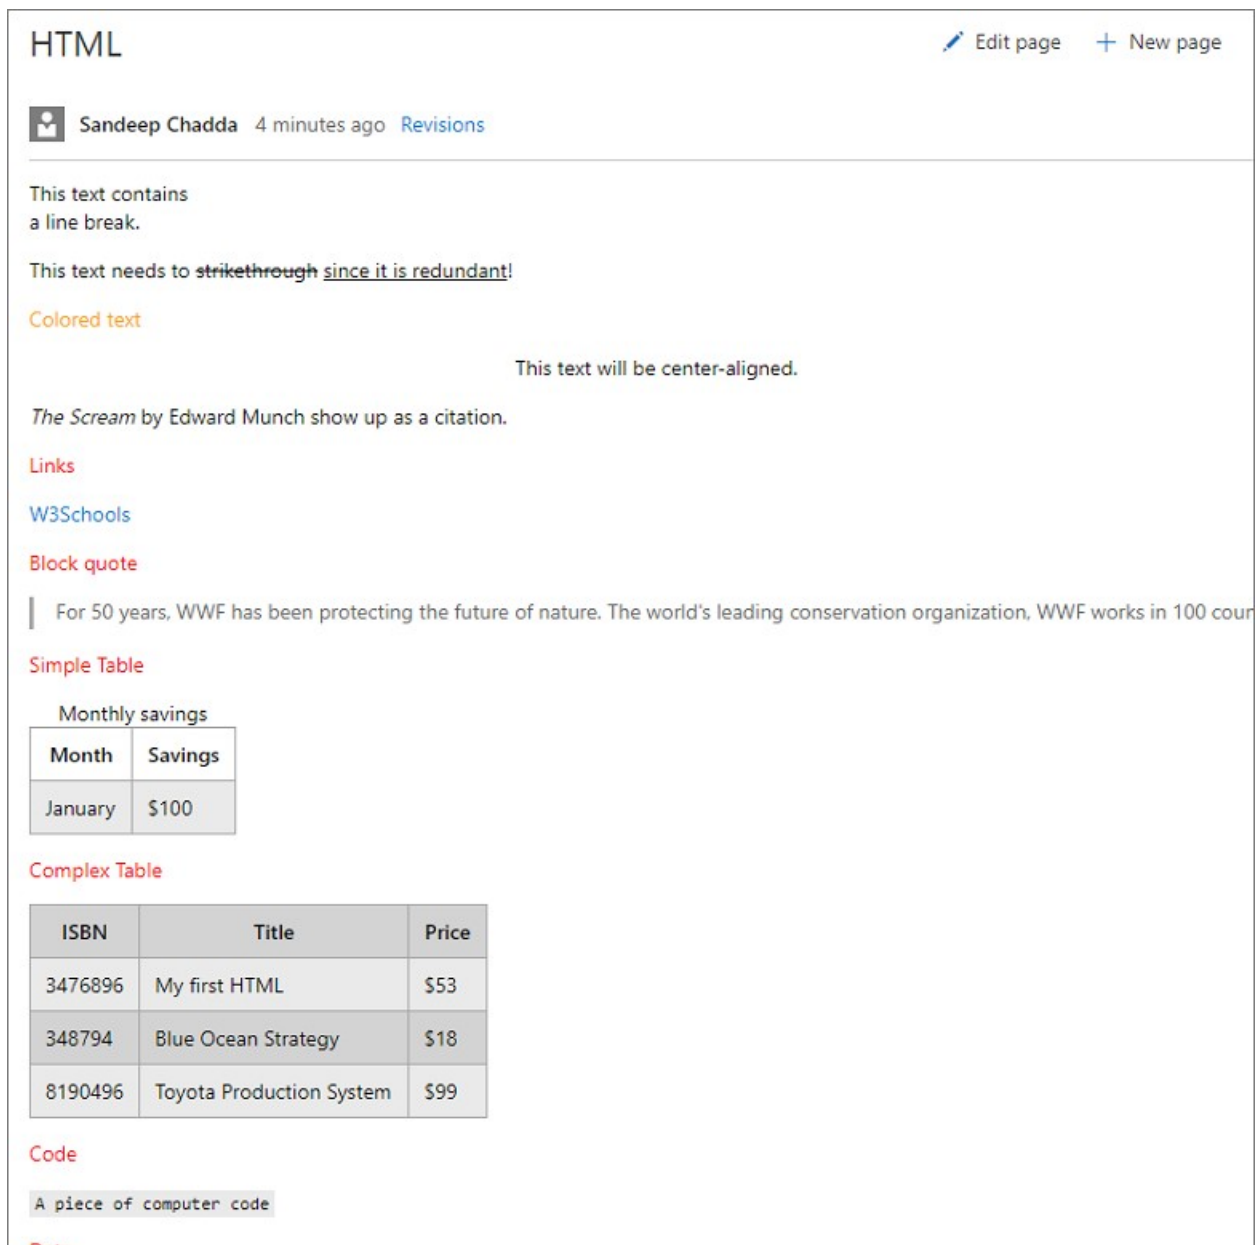 HTML
Edit page
New page
Sandeep Chadda 4 minutes ago Revisions
This text contains
a line break.
This text needs to strikethrough since it is redundant!
Colored text
This text will be center-aligned.
The Scream by Edward Munch show up as a citation.
Links
W3Schools
Block quote
For 50 years, WWF has been protecting the future of nature. The world's leading conservation organization, WWF works in 100 coun
Simple Table
Monthly savings
Month Savings
January $100
Complex Table
ISBN Title Price
3476896 My first HTML $53
348794 Blue Ocean Strategy $18
8190496 Toyota Production System $99
Code
A piece of computer code